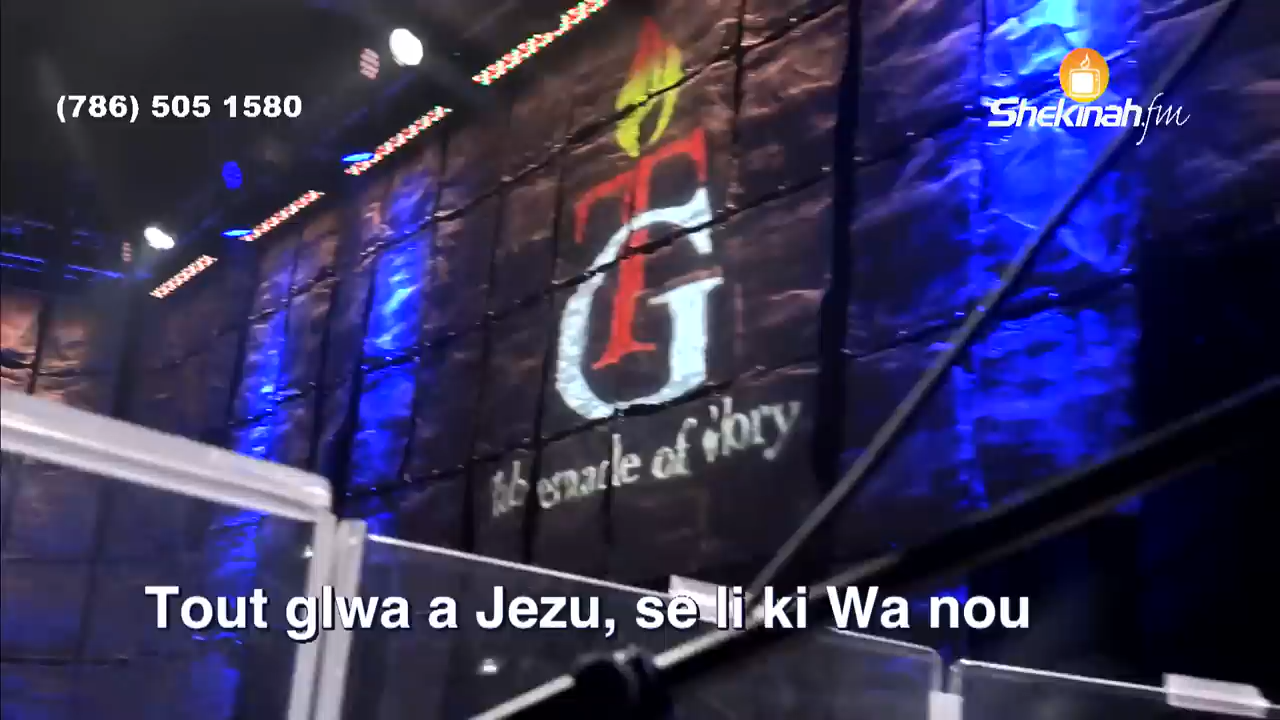 (786) 505 1580
Shekinah.fm
TG
Tabernacle of Glory
Tout glwa a Jezu, se li ki Wa nou